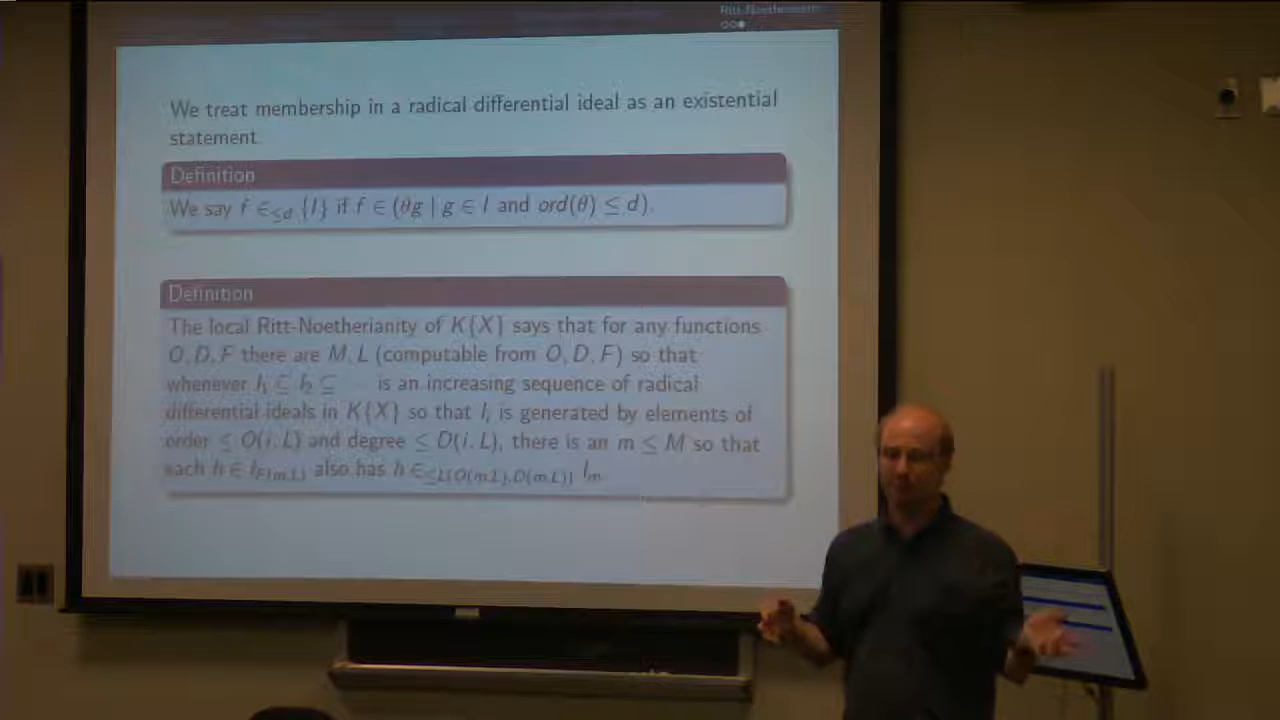 Ritt-Noetherianity
We treat membership in a radical differential ideal as an existential
statement.
Definition
We say f ∈≤d {I} if f ∈ (θg | g ∈ I and ord(θ) ≤ d).
Definition
The local Ritt-Noetherianity of K{X} says that for any functions
O, D, F there are M, L (computable from O, D, F) so that
whenever I₁ ⊆ I₂ ⊆ is an increasing sequence of radical
differential ideals in K{X} so that Iᵢ is generated by elements of
order ≤ O(i, L) and degree ≤ D(i, L), there is an m ≤ M so that
each h ∈ I_F(m,L) also has h ∈≤L(O(m,L),D(m,L)) Iₘ